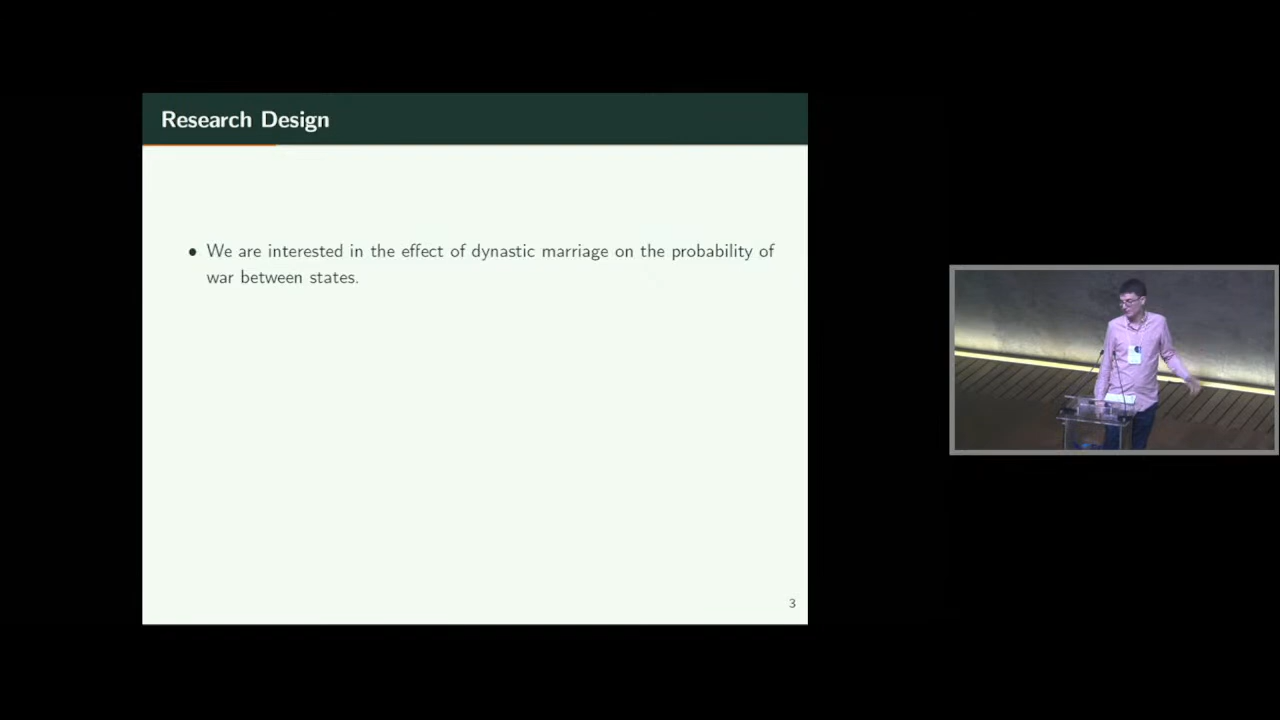 Research Design
• We are interested in the effect of dynastic marriage on the probability of
war between states.
3